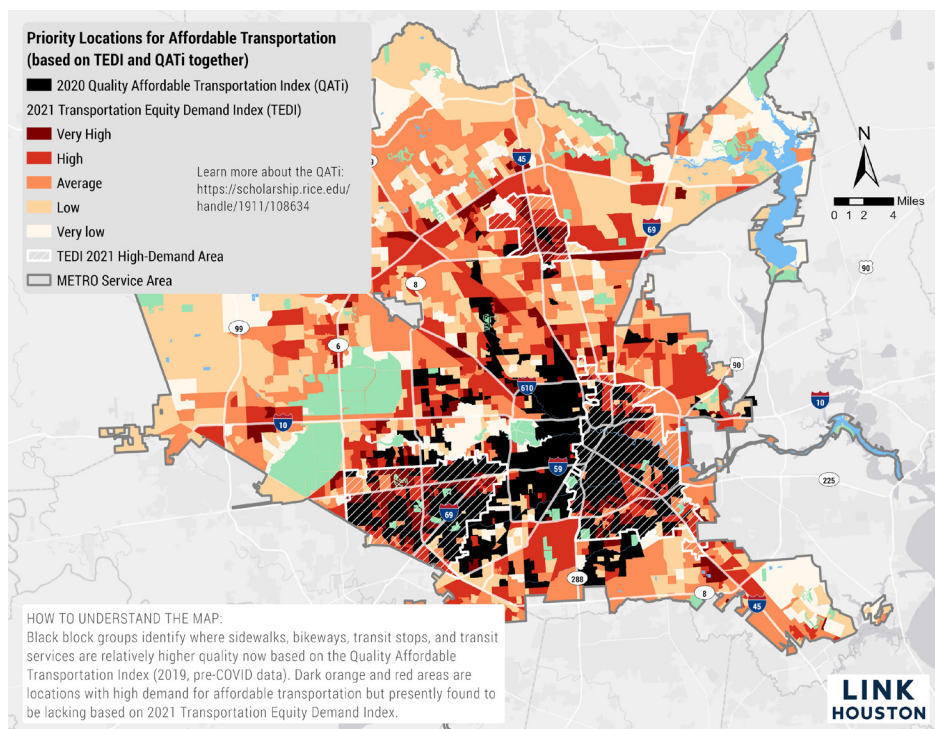 Priority Locations for Affordable Transportation
(based on TEDI and QATi together)
2020 Quality Affordable Transportation Index (QATi)
2021 Transportation Equity Demand Index (TEDI)
Very High
High
Average
Low
Very low
TEDI 2021 High-Demand Area
METRO Service Area
Learn more about the QATi:
https://scholarship.rice.edu/
handle/1911/108634
N
Miles
0 1 2 4
45
9
69
90
8
99
6
90
610
10
10
59
225
69
288
8
45
HOW TO UNDERSTAND THE MAP:
Black block groups identify where sidewalks, bikeways, transit stops, and transit
services are relatively higher quality now based on the Quality Affordable
Transportation Index (2019, pre-COVID data). Dark orange and red areas are
locations with high demand for affordable transportation but presently found to
be lacking based on 2021 Transportation Equity Demand Index.
LINK
HOUSTON